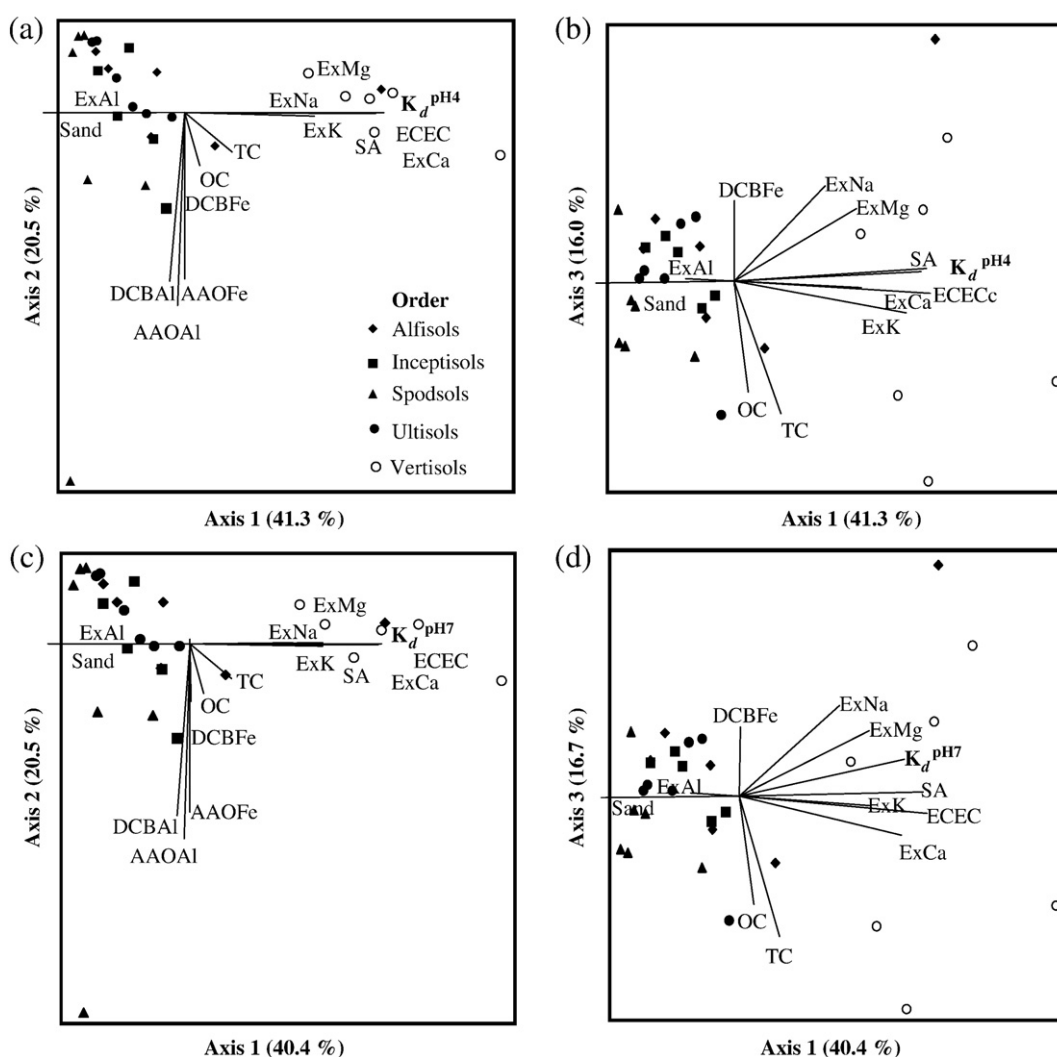 (a)
ExMg
ExAl
ExNa
K_d^pH4
Sand
ExK
ECEC
SA
TC
ExCa
OC
DCBFe
DCBAl
AAOFe
AAOAl
Order
Alfisols
Inceptisols
Spodsols
Ultisols
Vertisols
Axis 2 (20.5 %)
Axis 1 (41.3 %)
(b)
DCBFe
ExNa
ExMg
SA
ExAl
K_d^pH4
Sand
ECECc
ExCa
ExK
OC
TC
Axis 3 (16.0 %)
Axis 1 (41.3 %)
(c)
ExMg
ExAl
ExNa
K_d^pH7
Sand
ExK
ECEC
TC
SA
ExCa
OC
DCBFe
DCBAl
AAOFe
AAOAl
Axis 2 (20.5 %)
Axis 1 (40.4 %)
(d)
DCBFe
ExNa
ExMg
K_d^pH7
ExAl
SA
Sand
ExK
ECEC
ExCa
OC
TC
Axis 3 (16.7 %)
Axis 1 (40.4 %)